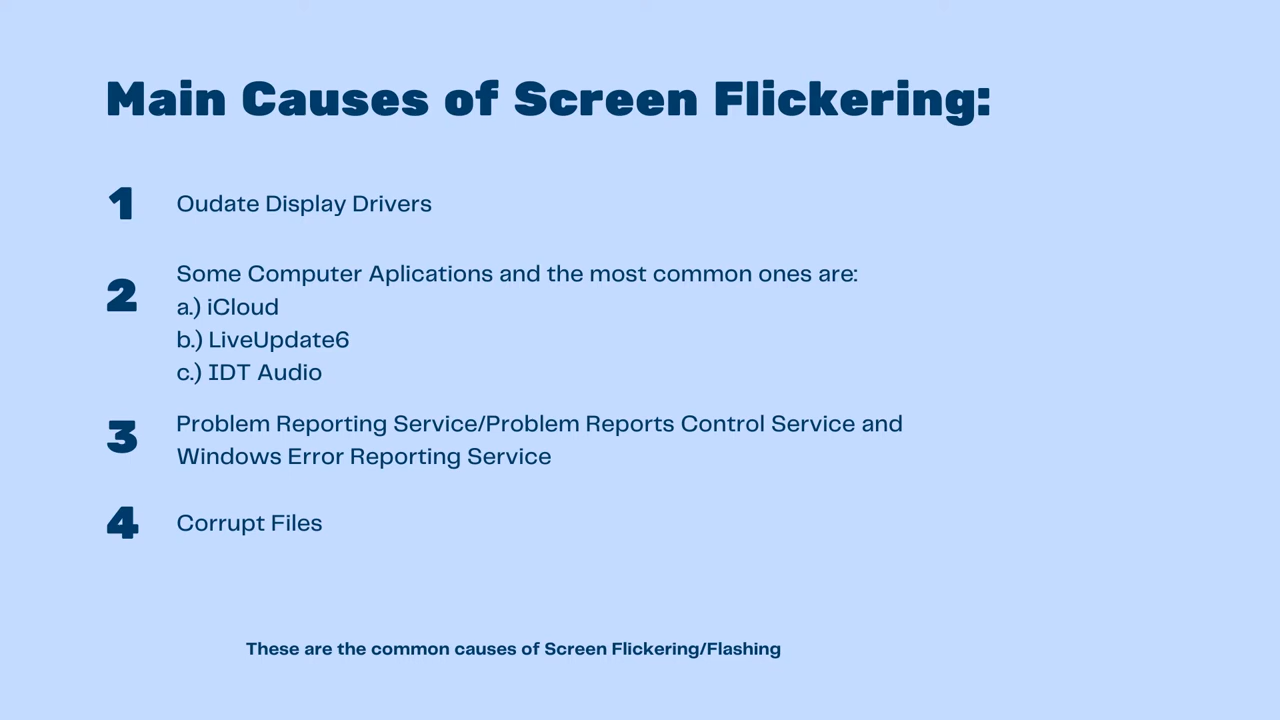 Main Causes of Screen Flickering:
1 Oudate Display Drivers
2 Some Computer Aplications and the most common ones are:
a.) iCloud
b.) LiveUpdate6
c.) IDT Audio
3 Problem Reporting Service/Problem Reports Control Service and
Windows Error Reporting Service
4 Corrupt Files
These are the common causes of Screen Flickering/Flashing